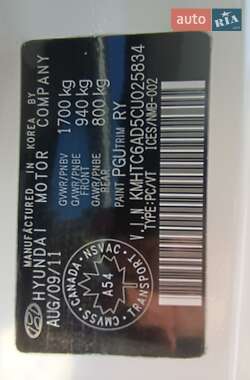 auto RIA
MANUFACTURED IN KOREA BY
HYUNDAI MOTOR COMPANY
AUG/09/11
GVWR/PNBV 1700 kg
GAWR/PNBE FRONT 940 kg
GAWR/PNBE REAR 800 kg
PAINT PGU TRIM RY
V.I.N KMHTC6AD5CU025834
TYPE:PC/VT ICES/NMB-002
CANADA NSVAC TRANSPORT CMVSS
A54